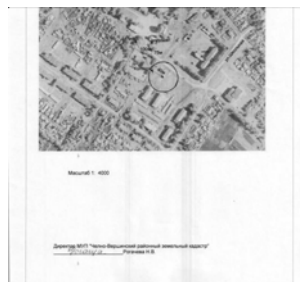 Масштаб 1: 4000
Директор МУП "Челно-Вершинский районный земельный кадастр"
Рогачева Н.В.